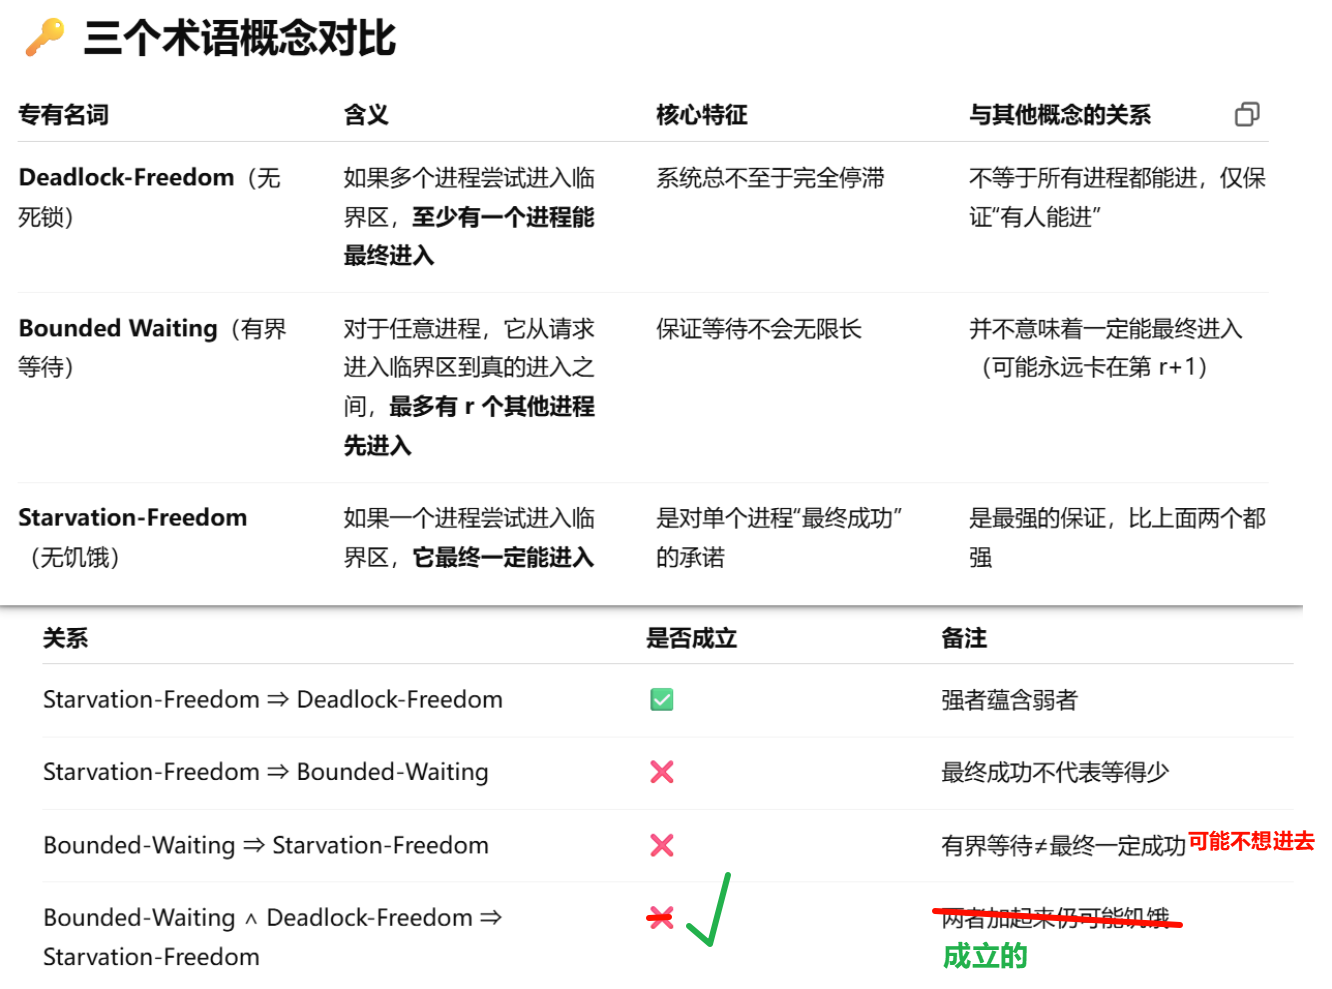 🔑 三个术语概念对比
专有名词 含义 核心特征 与其他概念的关系
Deadlock-Freedom（无
死锁）
如果多个进程尝试进入临
界区，至少有一个进程能
最终进入
系统总不至于完全停滞
不等于所有进程都能进，仅保
证“有人能进”
Bounded Waiting（有界
等待）
对于任意进程，它从请求
进入临界区到真的进入之
间，最多有 r 个其他进程
先进入
保证等待不会无限长
并不意味着一定能最终进入
（可能永远卡在第 r+1）
Starvation-Freedom
（无饥饿）
如果一个进程尝试进入临
界区，它最终一定能进入
是对单个进程“最终成功”
的承诺
是最强的保证，比上面两个都
强
关系 是否成立 备注
Starvation-Freedom ⇒ Deadlock-Freedom ✅ 强者蕴含弱者
Starvation-Freedom ⇒ Bounded-Waiting ❌ 最终成功不代表等得少
Bounded-Waiting ⇒ Starvation-Freedom ❌ 有界等待≠最终一定成功 可能不想进去
Bounded-Waiting ∧ Deadlock-Freedom ⇒
Starvation-Freedom
❌ 两者加起来仍可能饥饿
成立的